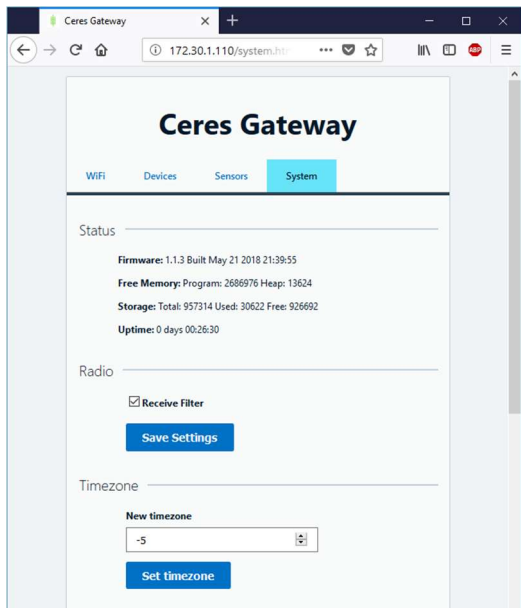 Ceres Gateway
172.30.1.110/system.ht
ABP
Ceres Gateway
WiFi Devices Sensors System
Status
Firmware: 1.1.3 Built May 21 2018 21:39:55
Free Memory: Program: 2686976 Heap: 13624
Storage: Total: 957314 Used: 30622 Free: 926692
Uptime: 0 days 00:26:30
Radio
Receive Filter
Save Settings
Timezone
New timezone
-5
Set timezone